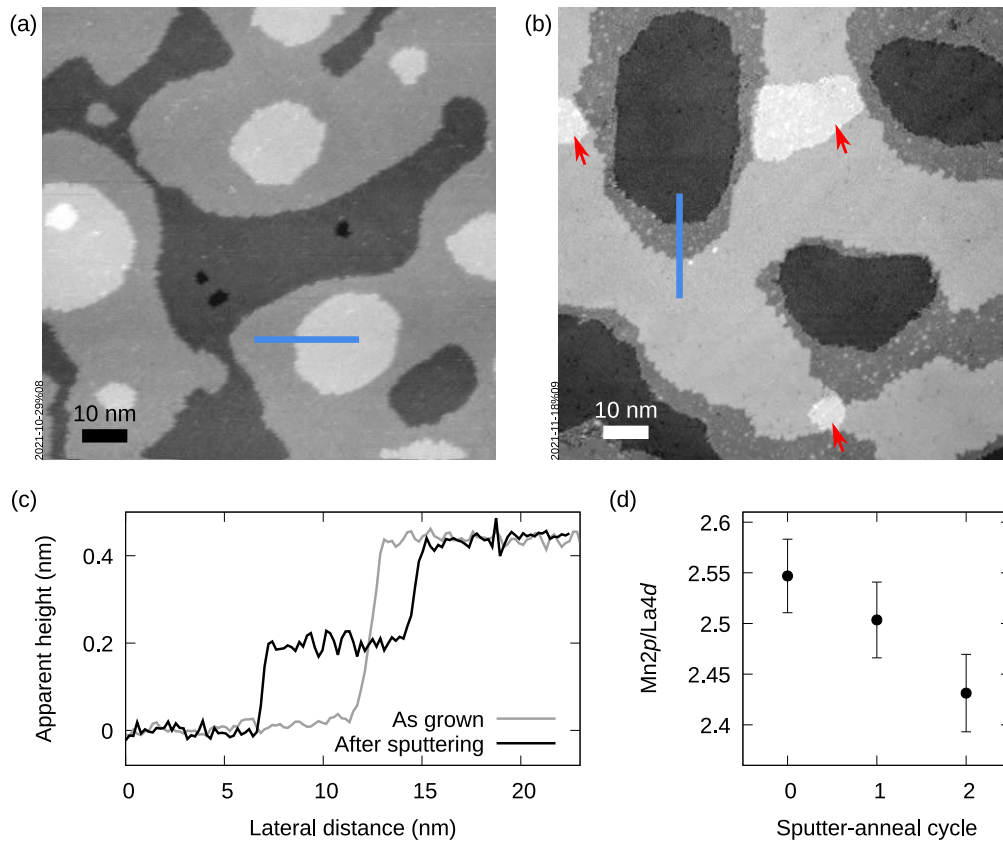 (a)
10 nm
2021-10-29%08
(b)
10 nm
2021-11-18%09
(c)
Apparent height (nm)
0.4
0.2
0
As grown
After sputtering
0 5 10 15 20
Lateral distance (nm)
(d)
Mn2p/La4d
2.6
2.55
2.5
2.45
2.4
0 1 2
Sputter-anneal cycle